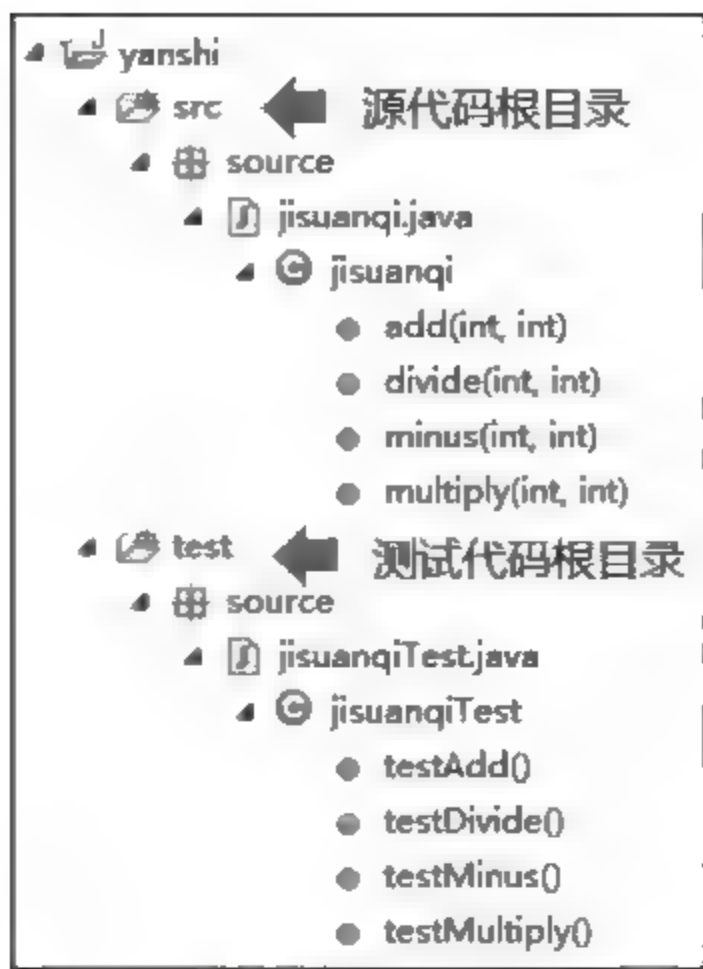 yanshi
src 源代码根目录
source
jisuanqi.java
jisuanqi
add(int, int)
divide(int, int)
minus(int, int)
multiply(int, int)
test 测试代码根目录
source
jisuanqiTest.java
jisuanqiTest
testAdd()
testDivide()
testMinus()
testMultiply()